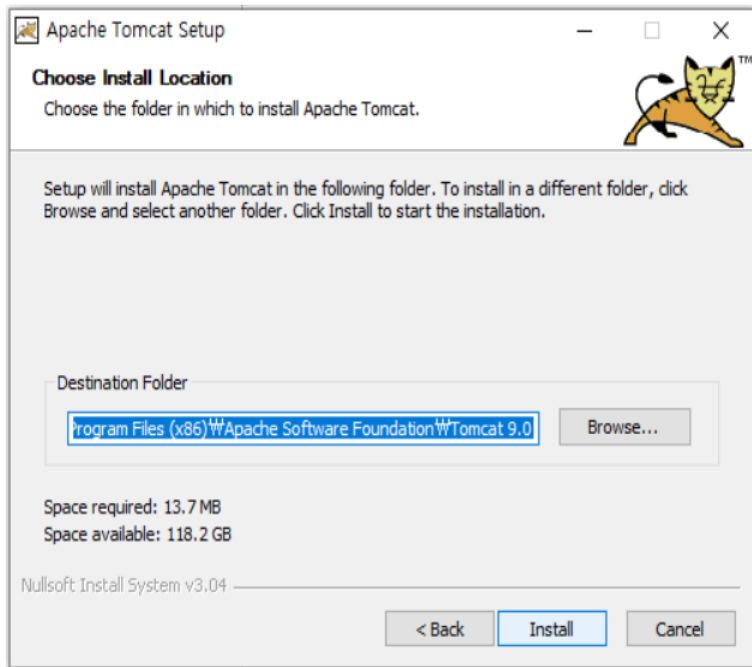 Apache Tomcat Setup
TM
Choose Install Location
Choose the folder in which to install Apache Tomcat.
Setup will install Apache Tomcat in the following folder. To install in a different folder, click
Browse and select another folder. Click Install to start the installation.
Destination Folder
Program Files (x86)₩Apache Software Foundation₩Tomcat 9.0
Browse...
Space required: 13.7 MB
Space available: 118.2 GB
Nullsoft Install System v3.04
< Back
Install
Cancel